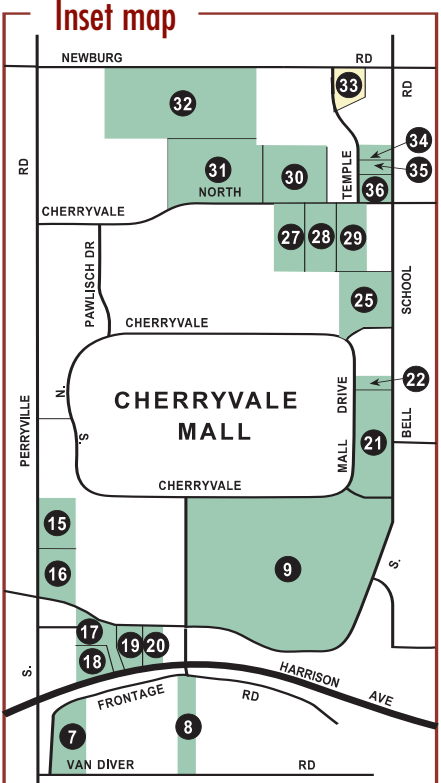 Inset map
NEWBURG RD
33
RD
32
34
35
RD
31
30
TEMPLE
36
NORTH
CHERRYVALE
27
28
29
PAWLISCH DR
25
SCHOOL
CHERRYVALE
22
N.
CHERRYVALE
MALL
MALL DRIVE
BELL
PERRYVILLE
S.
21
CHERRYVALE
15
9
16
S.
17
19
20
18
S.
HARRISON AVE
FRONTAGE RD
7
8
VAN DIVER RD